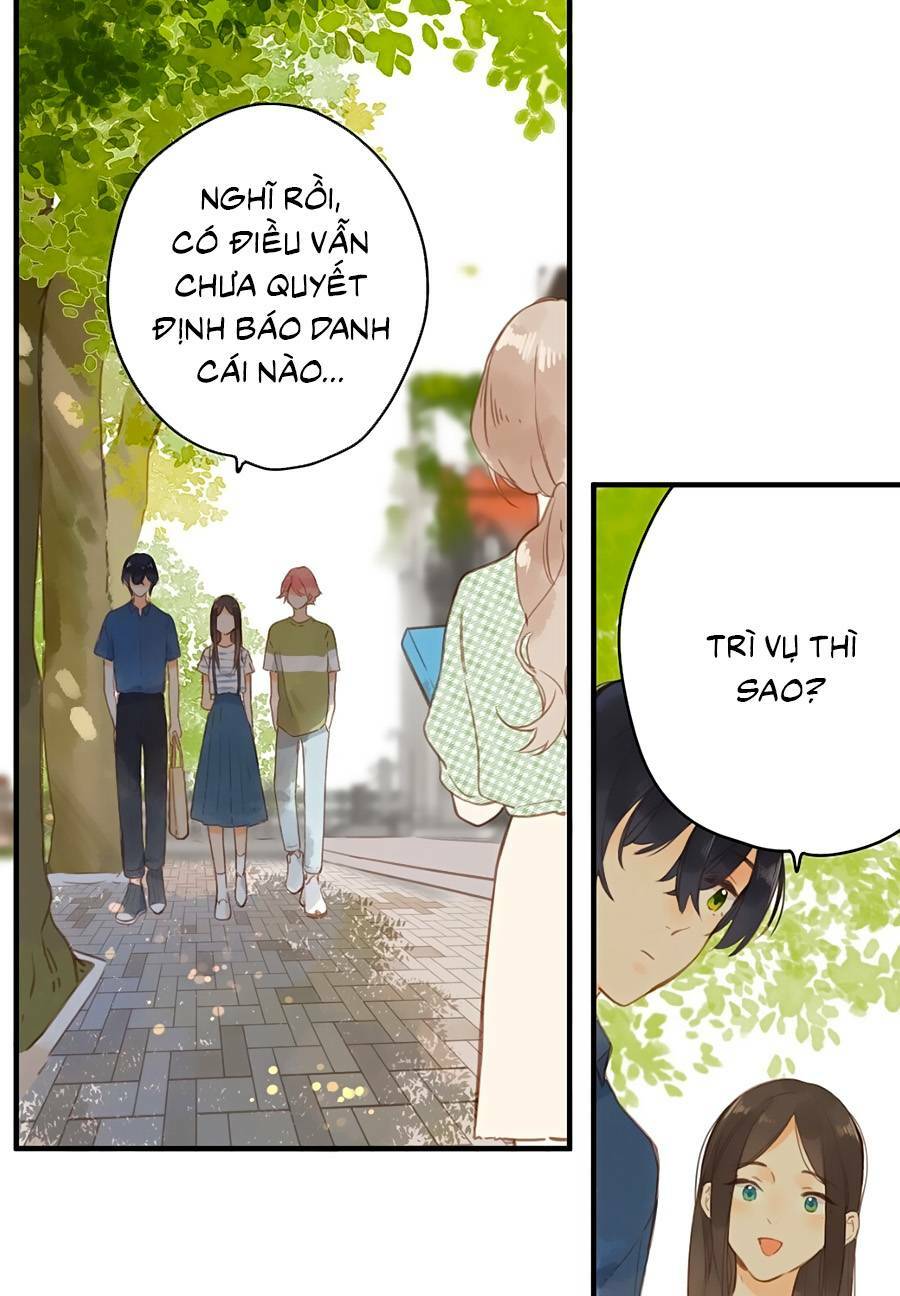 NGHĨ RỒI,
CÓ ĐIỀU VẪN
CHƯA QUYẾT
ĐỊNH BÁO DANH
CÁI NÀO...
TRÌ VỤ THÌ
SAO?